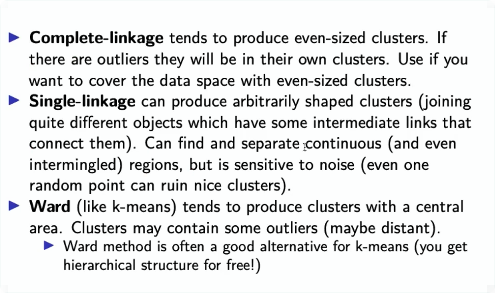 ▶ Complete-linkage tends to produce even-sized clusters. If
there are outliers they will be in their own clusters. Use if you
want to cover the data space with even-sized clusters.
▶ Single-linkage can produce arbitrarily shaped clusters (joining
quite different objects which have some intermediate links that
connect them). Can find and separate continuous (and even
intermingled) regions, but is sensitive to noise (even one
random point can ruin nice clusters).
▶ Ward (like k-means) tends to produce clusters with a central
area. Clusters may contain some outliers (maybe distant).
▶ Ward method is often a good alternative for k-means (you get
hierarchical structure for free!)